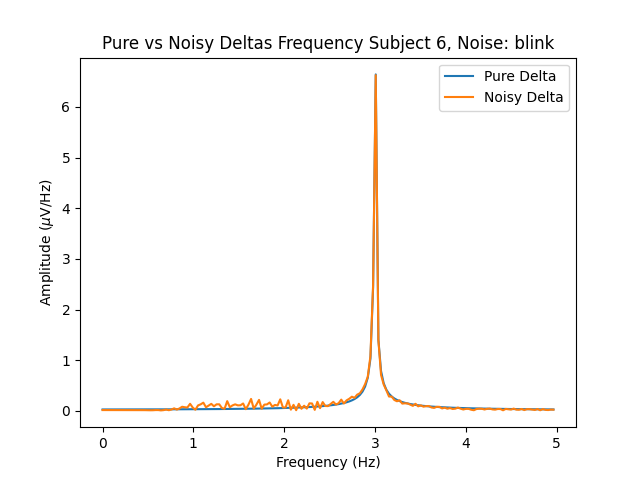 Pure vs Noisy Deltas Frequency Subject 6, Noise: blink
Pure Delta
Noisy Delta
Amplitude (μV/Hz)
6
5
4
3
2
1
0
0 1 2 3 4 5
Frequency (Hz)